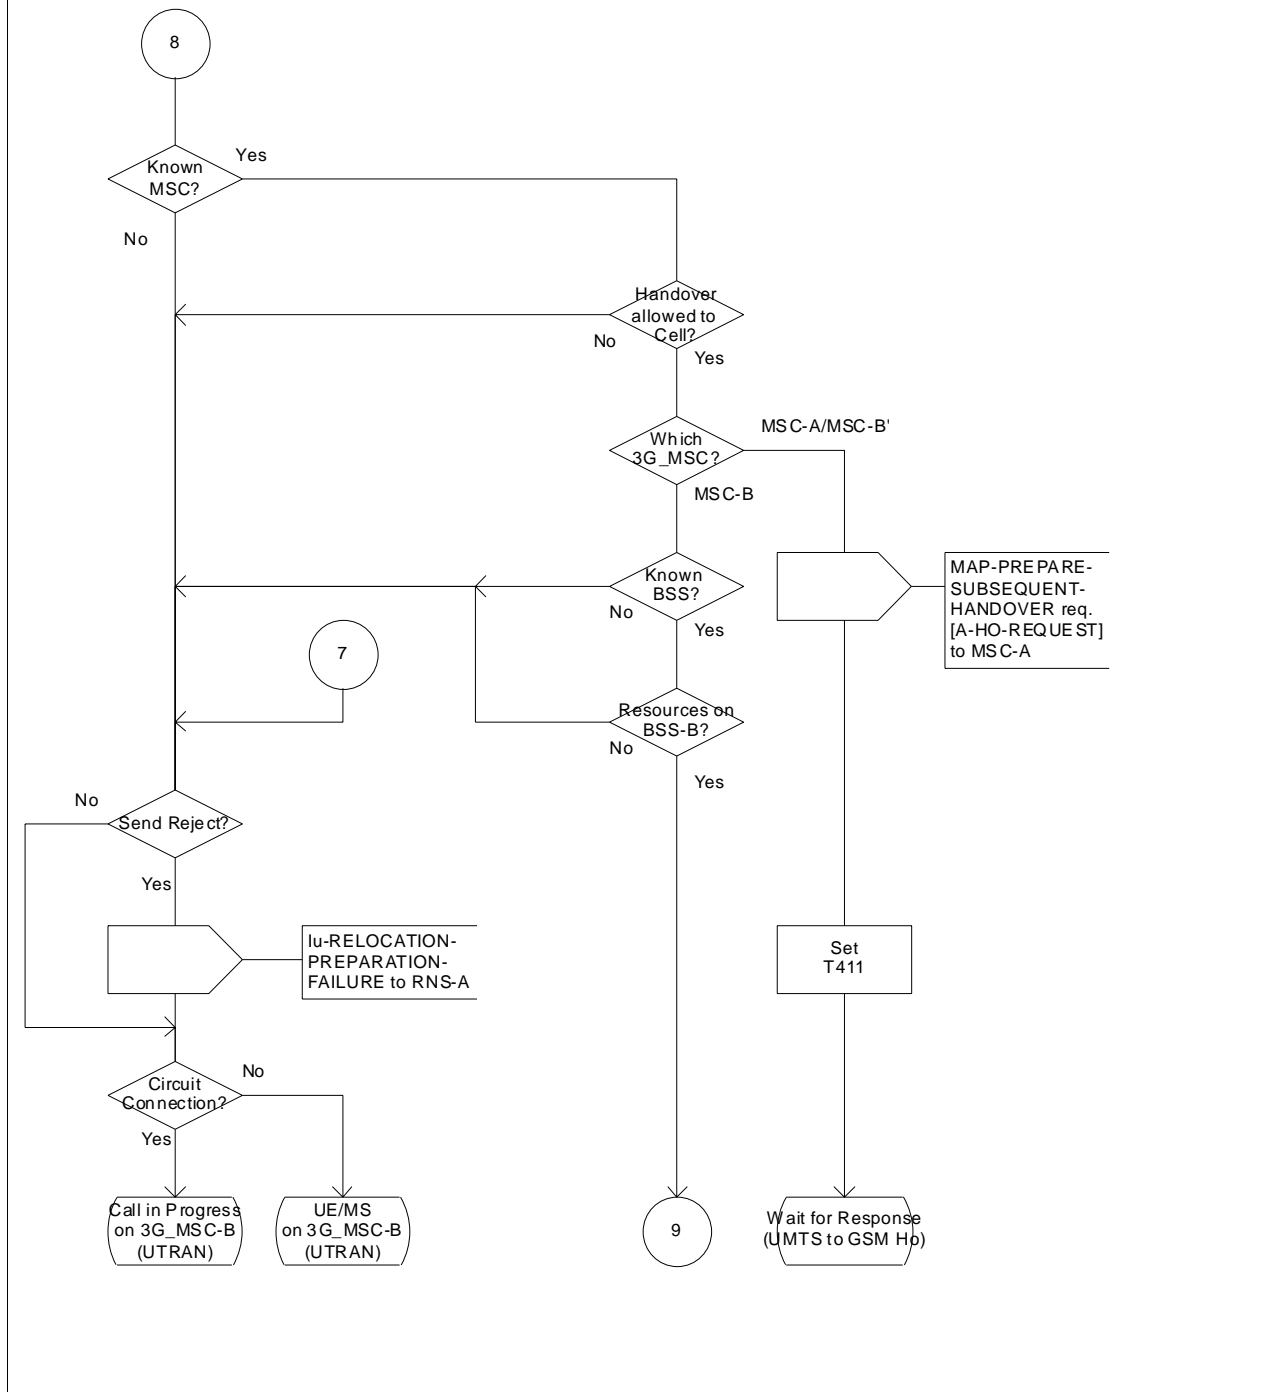 8
Yes
Known
MSC?
No
Handover
allowed to
Cell?
No
Yes
MSC-A/MSC-B'
Which
3G_MSC?
MSC-B
Known
BSS?
No
Yes
MAP-PREPARE-
SUBSEQUENT-
HANDOVER req.
[A-HO-REQUEST]
to MSC-A
7
Resources on
BSS-B?
No
Yes
No
Send Reject?
Yes
Iu-RELOCATION-
PREPARATION-
FAILURE to RNS-A
Set
T411
No
Circuit
Connection?
Yes
Call in Progress
on 3G_MSC-B
(UTRAN)
UE/MS
on 3G_MSC-B
(UTRAN)
9
Wait for Response
(UMTS to GSM Ho)